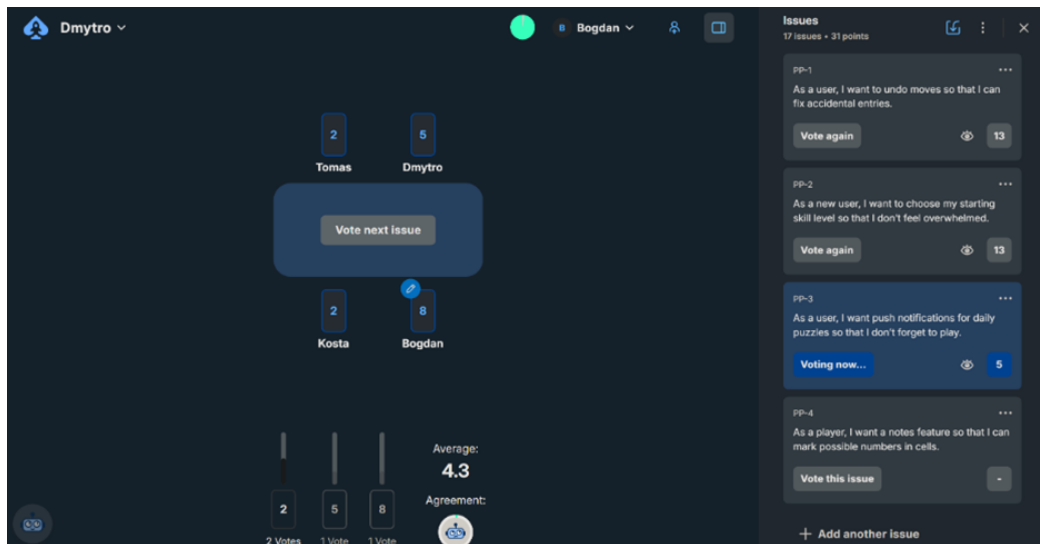 Dmytro
B Bogdan
2 5
Tomas Dmytro
Vote next issue
2 8
Kosta Bogdan
Average:
4.3
Agreement:
2 5 8
2 Votes 1 Vote 1 Vote
Issues
17 issues • 31 points
PP-1
As a user, I want to undo moves so that I can
fix accidental entries.
Vote again 13
PP-2
As a new user, I want to choose my starting
skill level so that I don't feel overwhelmed.
Vote again 13
PP-3
As a user, I want push notifications for daily
puzzles so that I don't forget to play.
Voting now... 5
PP-4
As a player, I want a notes feature so that I can
mark possible numbers in cells.
Vote this issue -
+ Add another issue